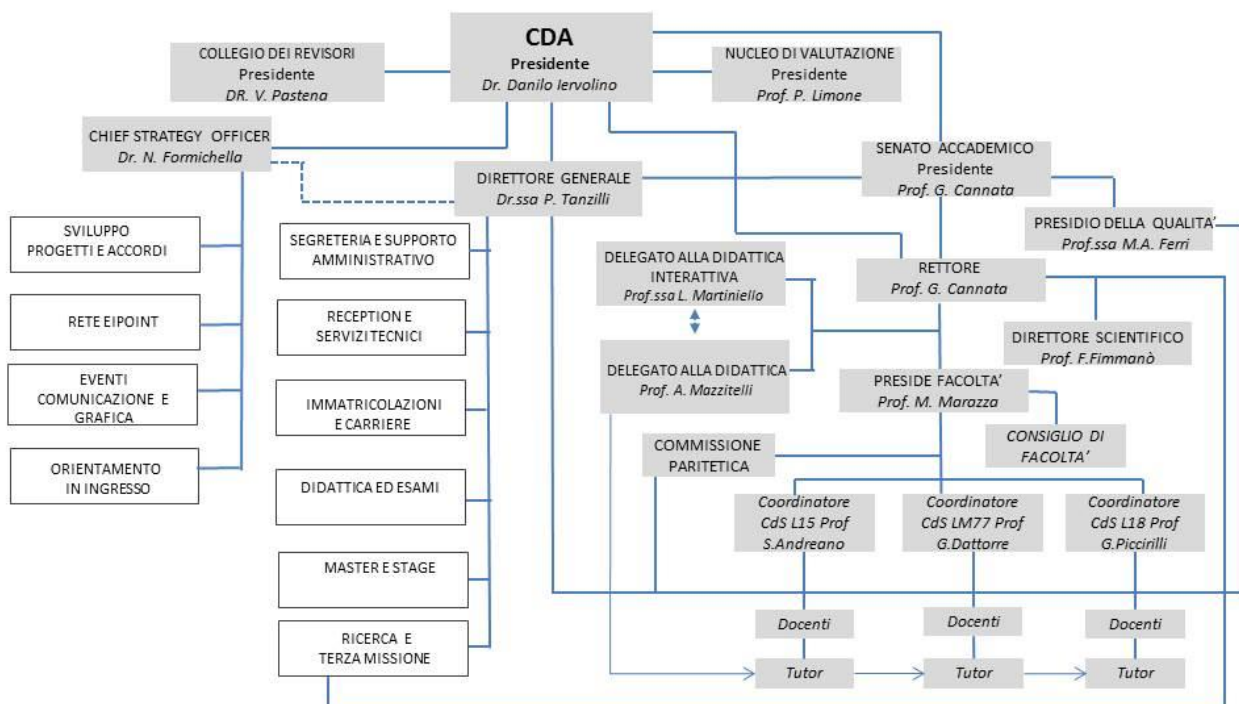 CDA
Presidente
Dr. Danilo Iervolino
COLLEGIO DEI REVISORI
Presidente
DR. V. Pastena
NUCLEO DI VALUTAZIONE
Presidente
Prof. P. Limone
CHIEF STRATEGY OFFICER
Dr. N. Formichella
DIRETTORE GENERALE
Dr.ssa P. Tanzilli
SENATO ACCADEMICO
Presidente
Prof. G. Cannata
PRESIDIO DELLA QUALITA’
Prof.ssa M.A. Ferri
SVILUPPO
PROGETTI E ACCORDI
RETE EIPOINT
EVENTI
COMUNICAZIONE E
GRAFICA
ORIENTAMENTO
IN INGRESSO
SEGRETERIA E SUPPORTO
AMMINISTRATIVO
RECEPTION E
SERVIZI TECNICI
IMMATRICOLAZIONI
E CARRIERE
DIDATTICA ED ESAMI
MASTER E STAGE
RICERCA E
TERZA MISSIONE
DELEGATO ALLA DIDATTICA
INTERATTIVA
Prof.ssa L. Martiniello
DELEGATO ALLA DIDATTICA
Prof. A. Mazzitelli
RETTORE
Prof. G. Cannata
DIRETTORE SCIENTIFICO
Prof. F.Fimmanò
PRESIDE FACOLTA’
Prof. M. Marazza
CONSIGLIO DI
FACOLTA’
COMMISSIONE
PARITETICA
Coordinatore
CdS L15 Prof
S.Andreano
Coordinatore
CdS LM77 Prof
G.Dattorre
Coordinatore
CdS L18 Prof
G.Piccirilli
Docenti
Docenti
Docenti
Tutor
Tutor
Tutor